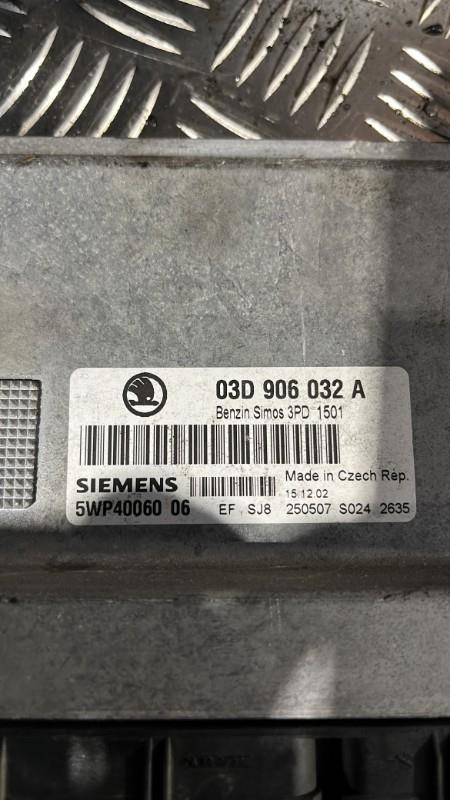 03D 906 032 A
Benzin Simos 3PD 1501
SIEMENS
Made in Czech Rep.
15.12.02
5WP40060 06
EF SJ8 250507 S024 2635